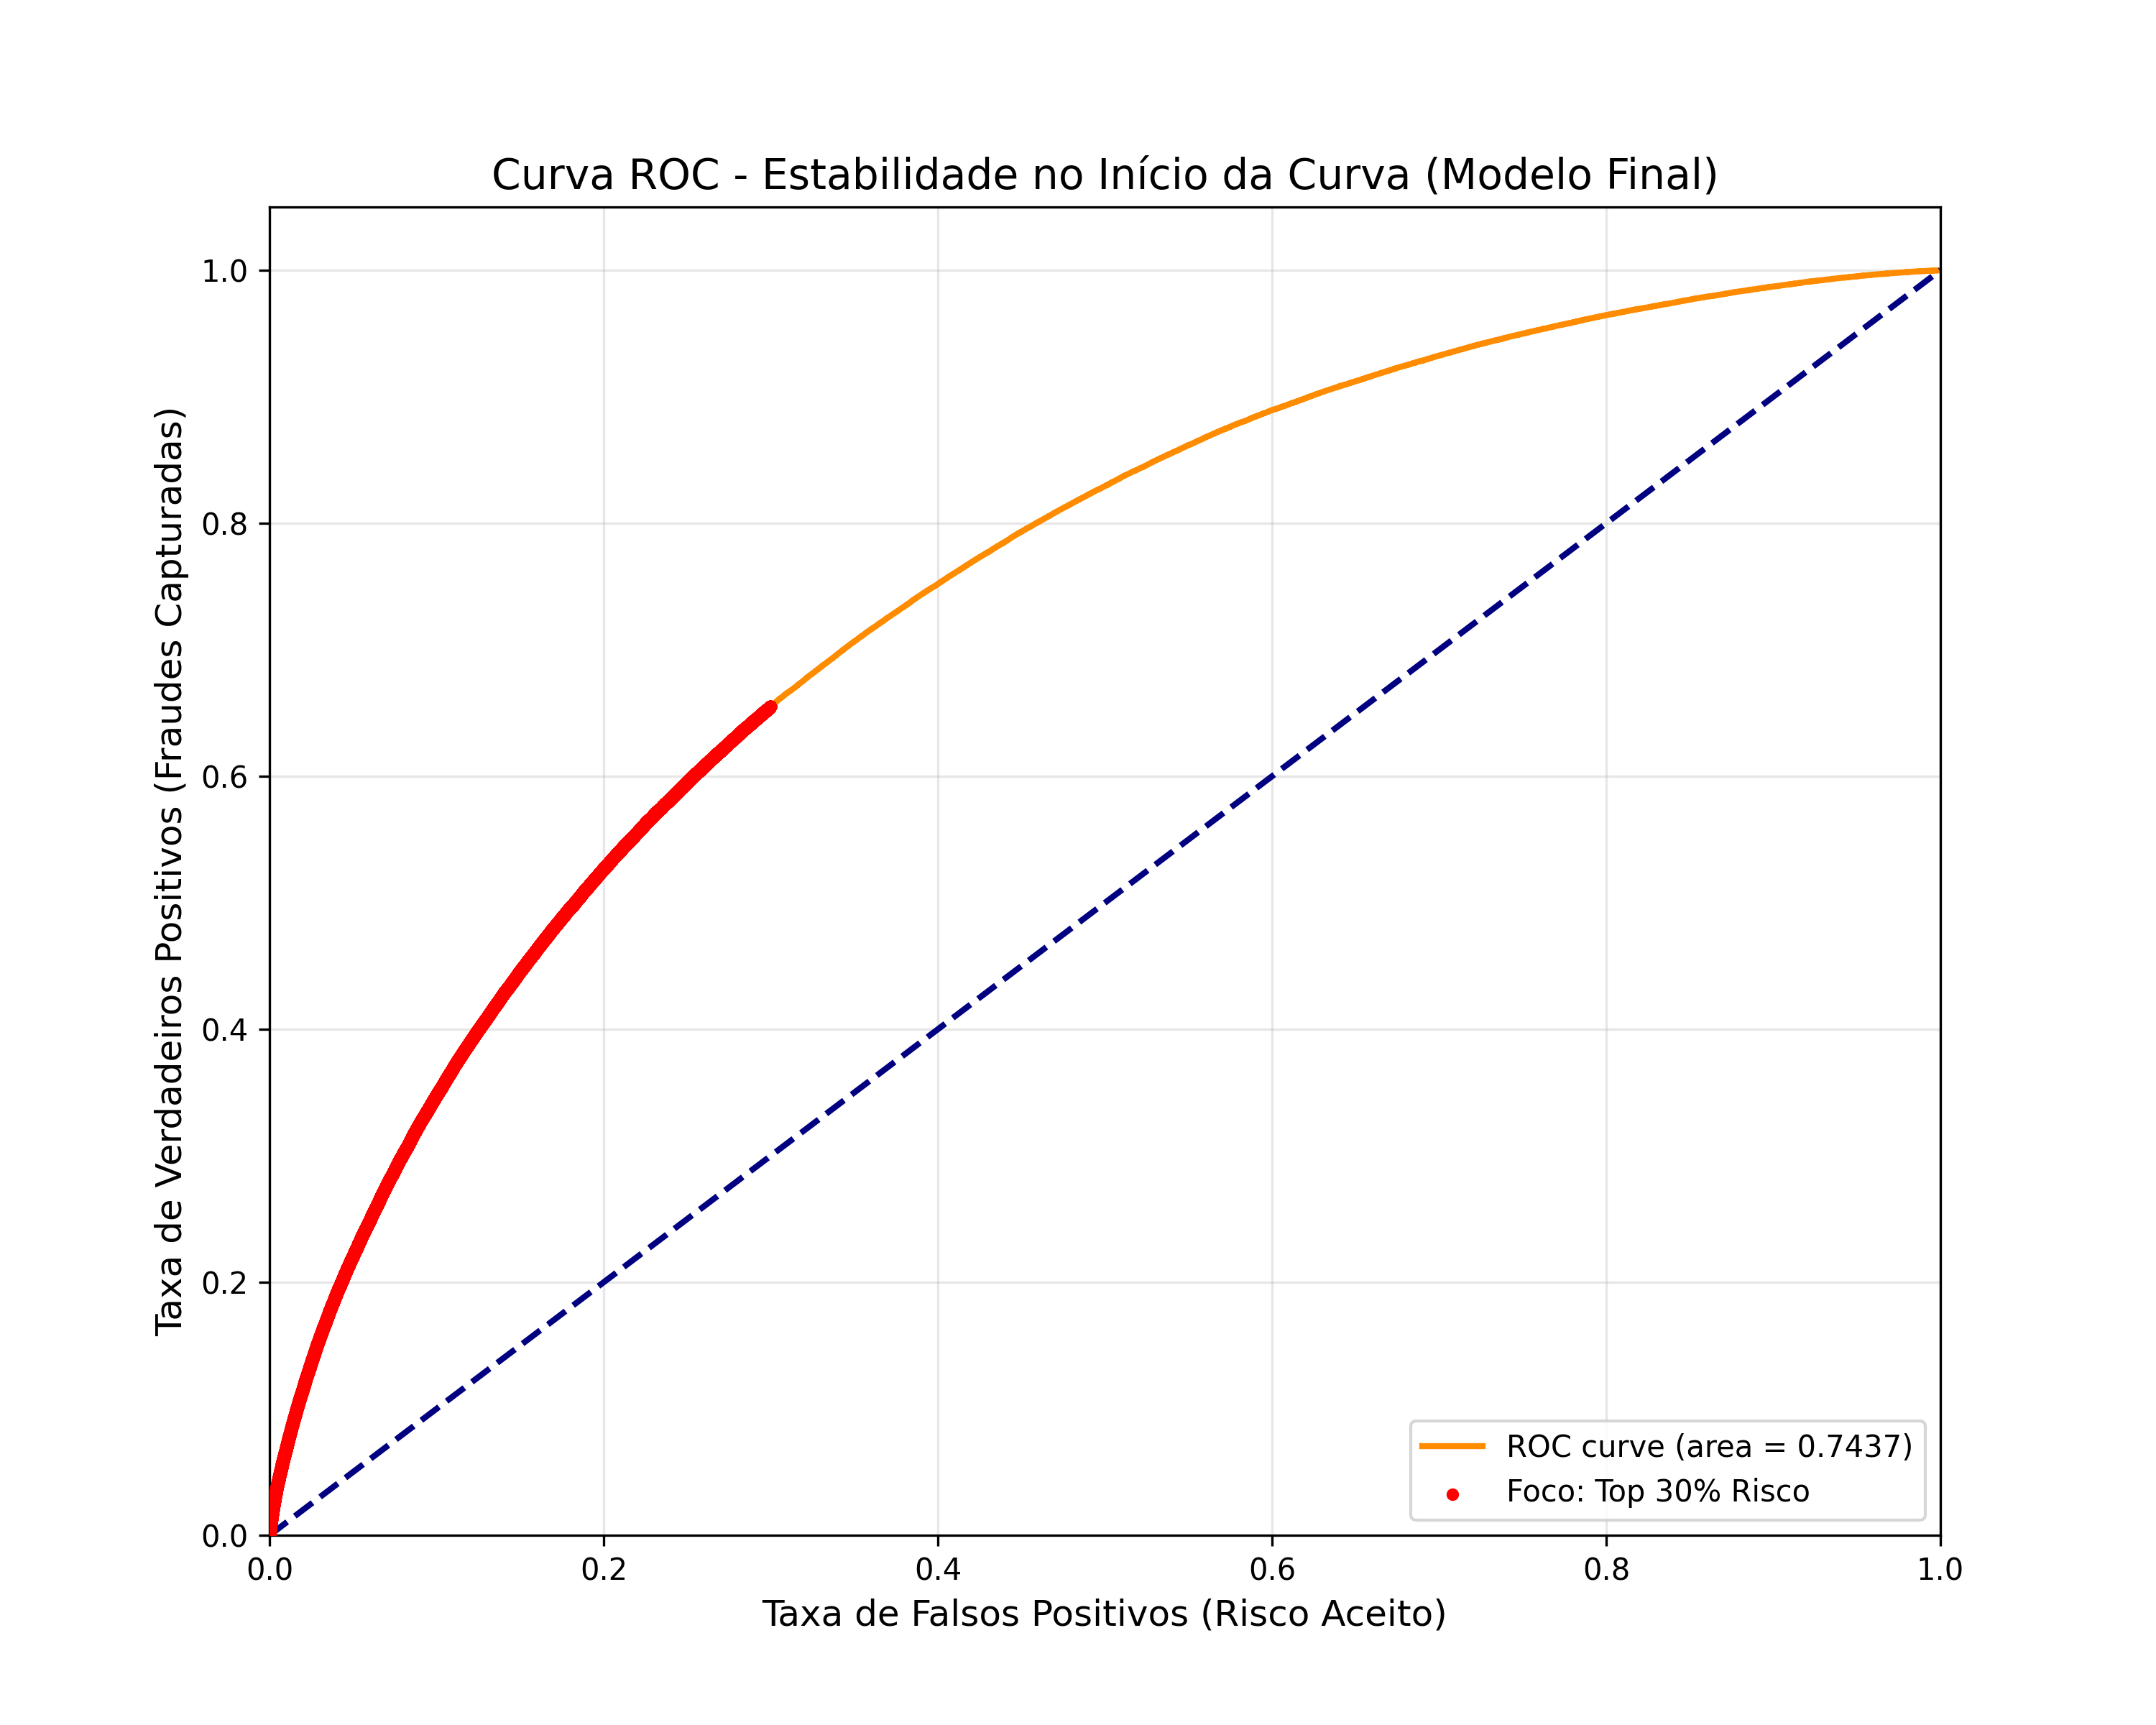 Curva ROC - Estabilidade no Início da Curva (Modelo Final)
Taxa de Verdadeiros Positivos (Fraudes Capturadas)
1.0
0.8
0.6
0.4
0.2
0.0
ROC curve (area = 0.7437)
Foco: Top 30% Risco
0.0 0.2 0.4 0.6 0.8 1.0
Taxa de Falsos Positivos (Risco Aceito)